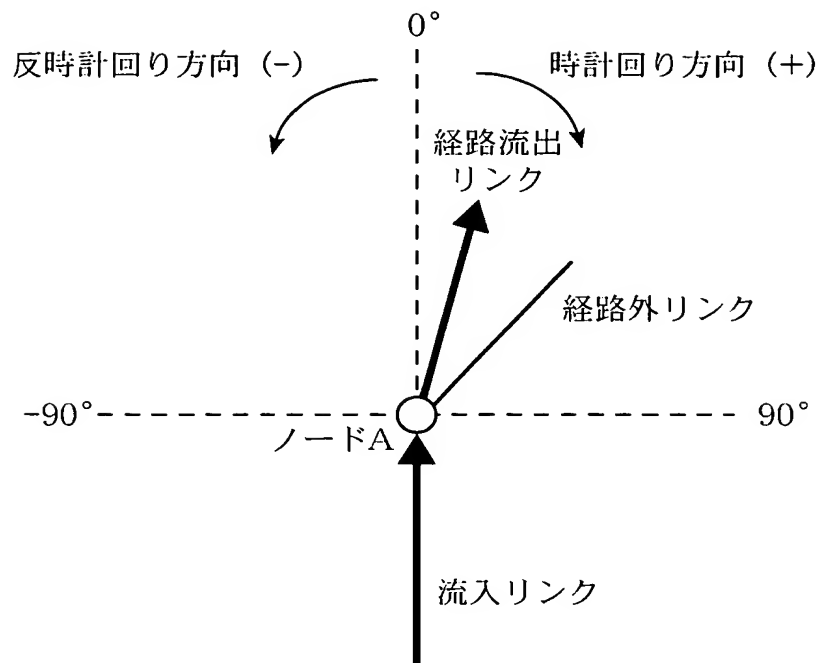 0°
反時計回り方向 (-)
時計回り方向 (+)
経路流出
リンク
経路外リンク
-90°
90°
ノードA
流入リンク